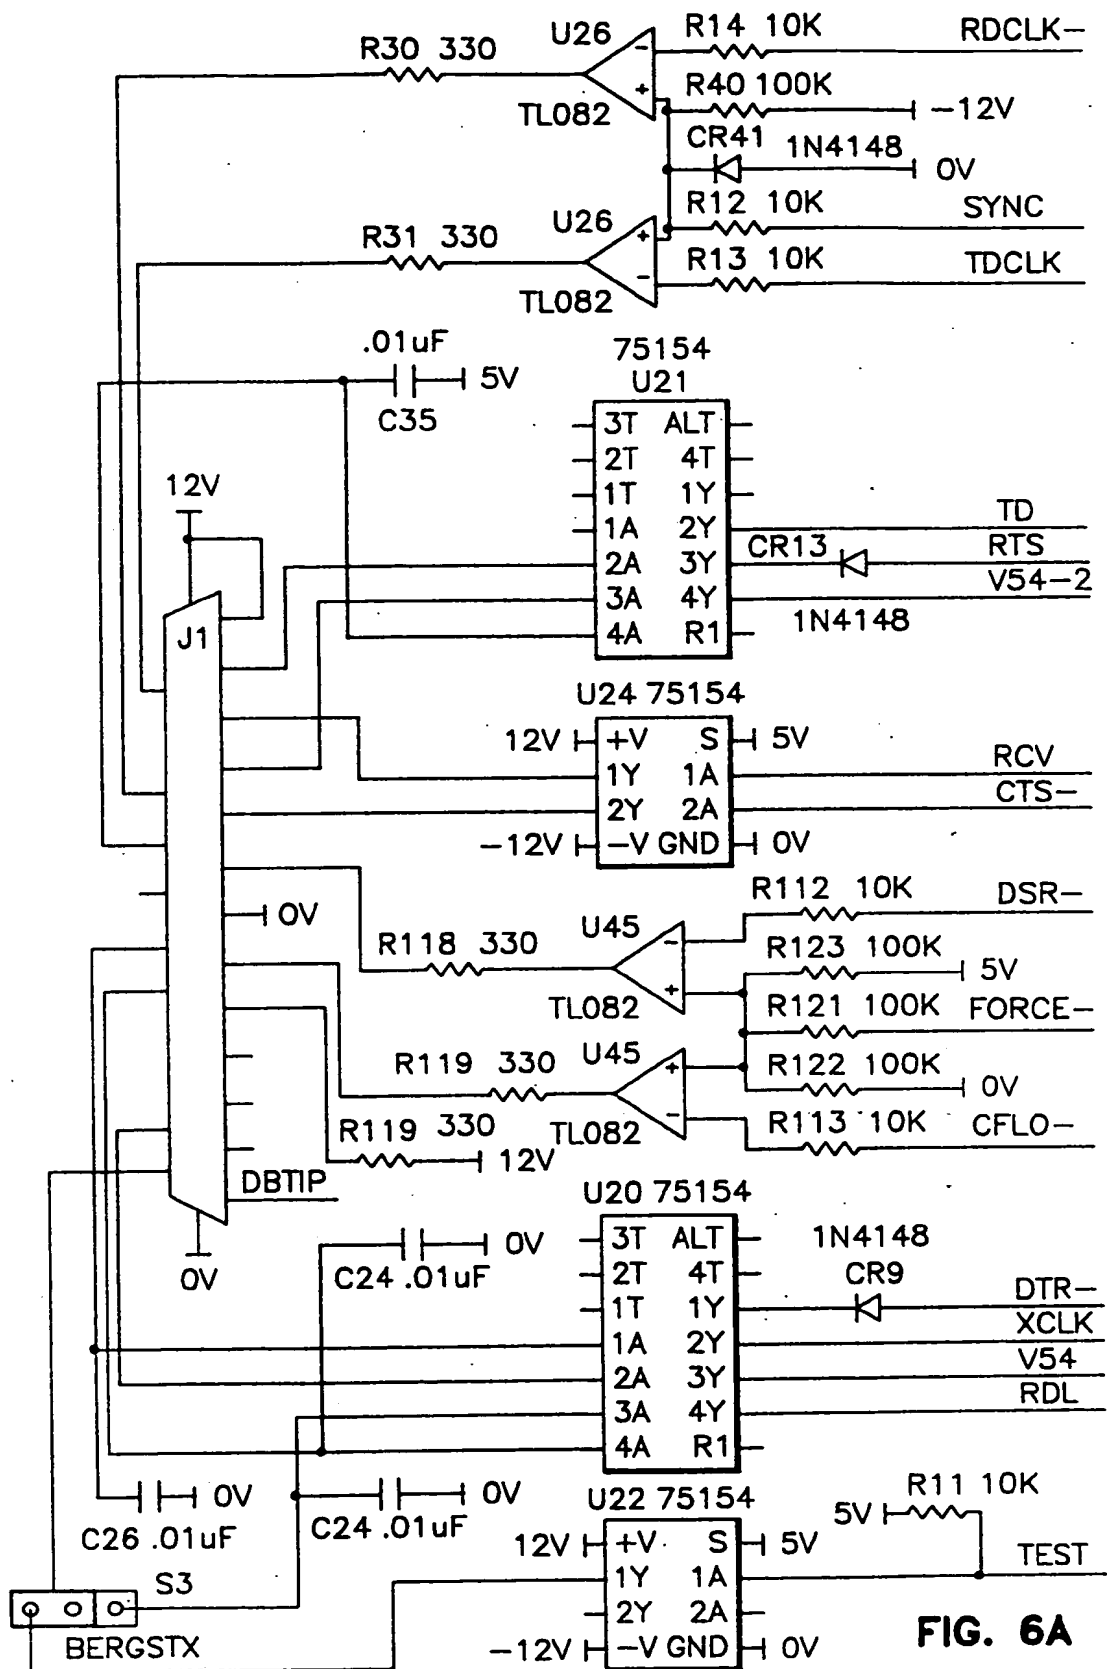 R14 10K
RDCLK-
U26
R30 330
R40 100K
-12V
TL082
CR41
1N4148
0V
R12 10K
SYNC
U26
R31 330
R13 10K
TDCLK
TL082
.01uF
5V
C35
75154
U21
3T ALT
2T 4T
1T 1Y
1A 2Y
TD
2A 3Y
CR13
RTS
3A 4Y
V54-2
4A R1
1N4148
12V
J1
U24 75154
12V
+V S
5V
1Y 1A
RCV
2Y 2A
CTS-
-12V
-V GND
0V
R112 10K
DSR-
0V
U45
R118 330
R123 100K
5V
TL082
R121 100K
FORCE-
U45
R119 330
R122 100K
0V
R119 330
TL082
R113 10K
CFLO-
12V
DBTIP
U20 75154
0V
C24 .01uF
0V
3T ALT
1N4148
2T 4T
CR9
1T 1Y
DTR-
1A 2Y
XCLK
2A 3Y
V54
3A 4Y
RDL
4A R1
0V
C26 .01uF
0V
C24 .01uF
U22 75154
R11 10K
5V
12V
+V S
5V
1Y 1A
TEST
2Y 2A
-12V
-V GND
0V
S3
BERGSTX
FIG. 6A